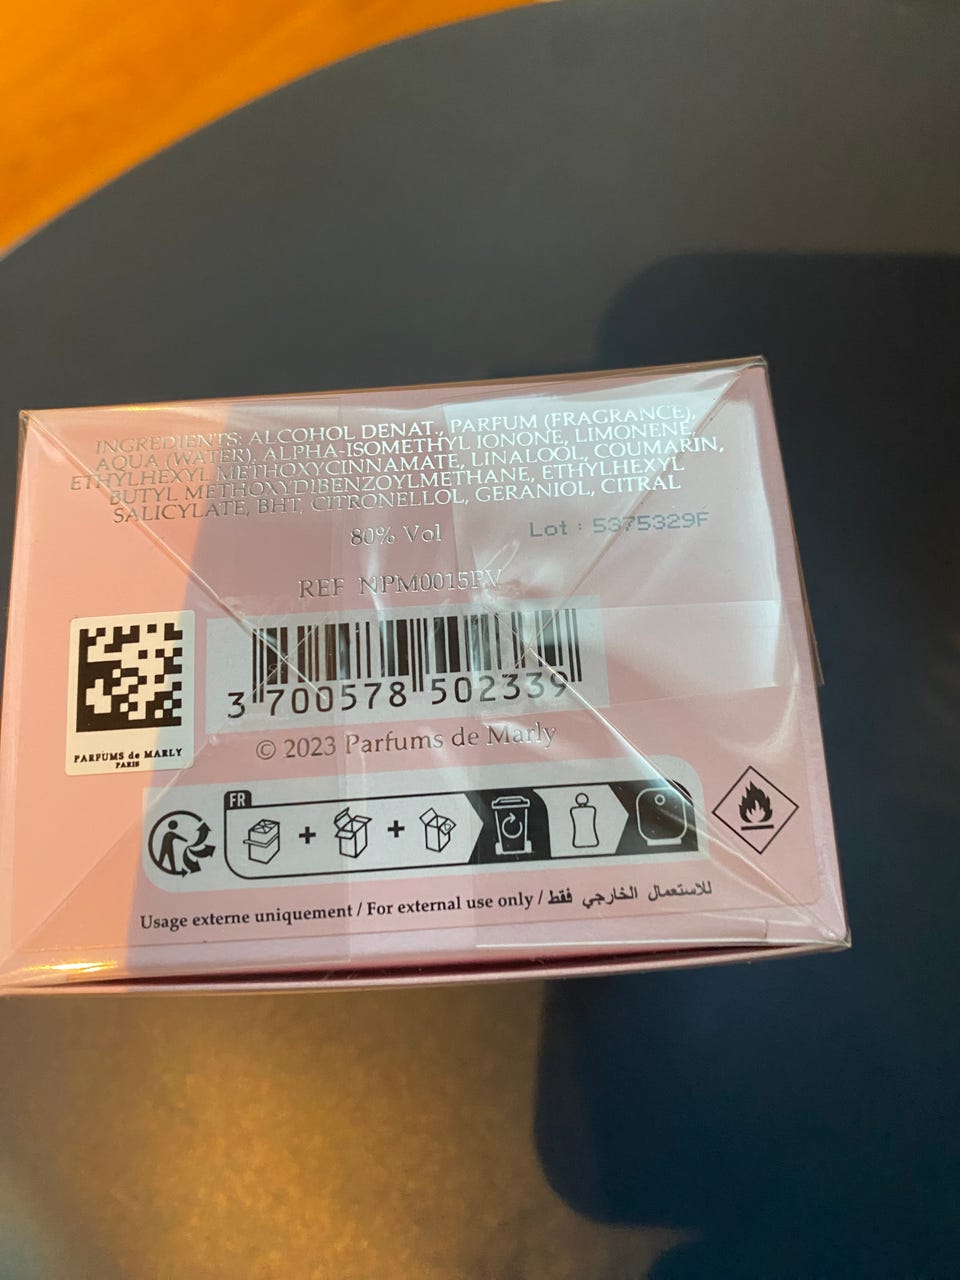 INGREDIENTS: ALCOHOL DENAT., PARFUM (FRAGRANCE),
AQUA (WATER), ALPHA-ISOMETHYL IONONE, LIMONENE,
ETHYLHEXYL METHOXYCINNAMATE, LINALOOL, COUMARIN,
BUTYL METHOXYDIBENZOYLMETHANE, ETHYLHEXYL
SALICYLATE, BHT, CITRONELLOL, GERANIOL, CITRAL
80% Vol
Lot : 5375329F
REF NPM0015PV
3 700578 502339
PARFUMS de MARLY
PARIS
© 2023 Parfums de Marly
FR
Usage externe uniquement / For external use only / للاستعمال الخارجي فقط